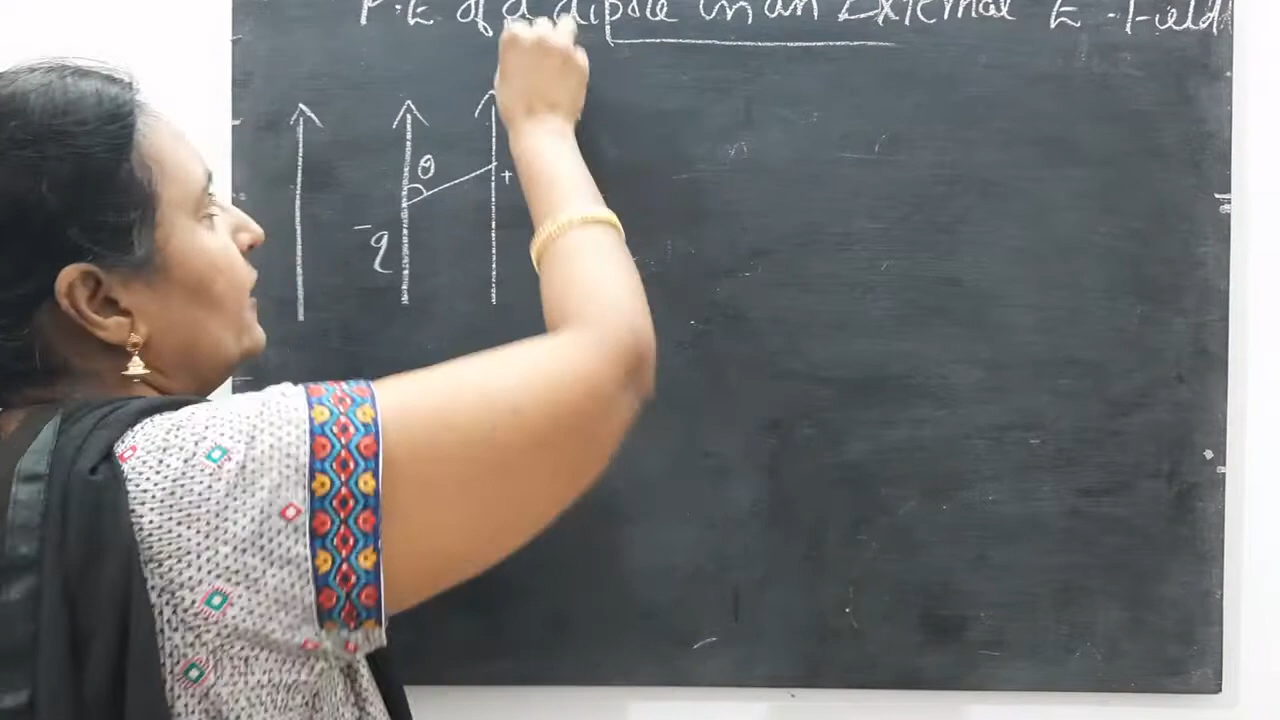 P.E of a dipole in an External E-Field
θ
+
-q